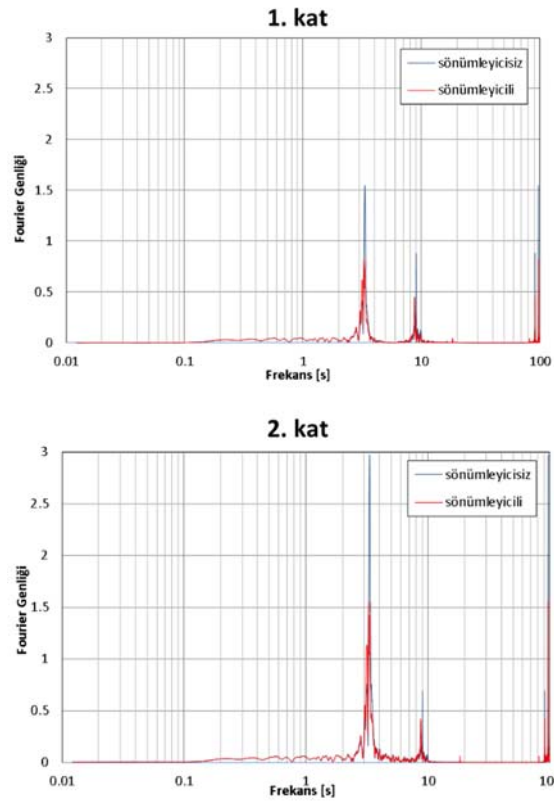 1. kat
3
2.5
2
1.5
1
0.5
0
Fourier Genliği
sönümleyicisiz
sönümleyicili
0.01 0.1 1 10 100
Frekans [s]
2. kat
3
2.5
2
1.5
1
0.5
0
Fourier Genliği
sönümleyicisiz
sönümleyicili
0.01 0.1 1 10 10
Frekans [s]